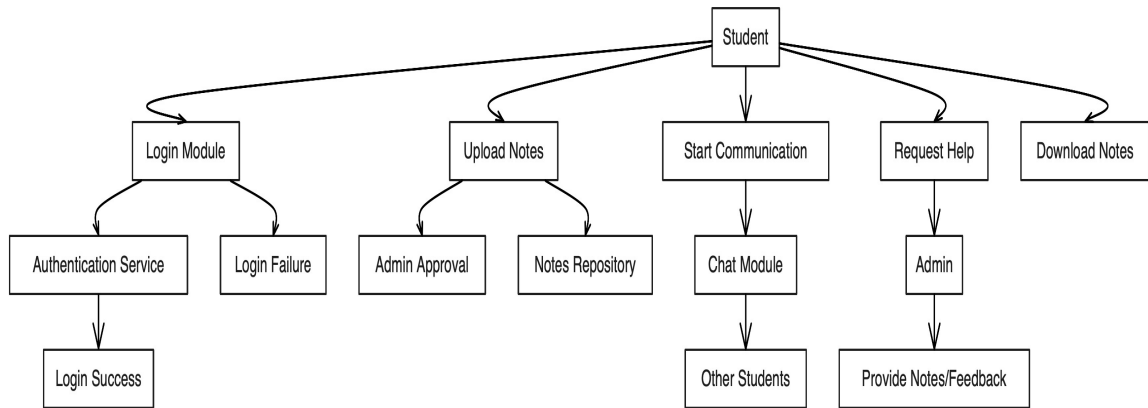 Student
Login Module
Upload Notes
Start Communication
Request Help
Download Notes
Authentication Service
Login Failure
Admin Approval
Notes Repository
Chat Module
Admin
Login Success
Other Students
Provide Notes/Feedback